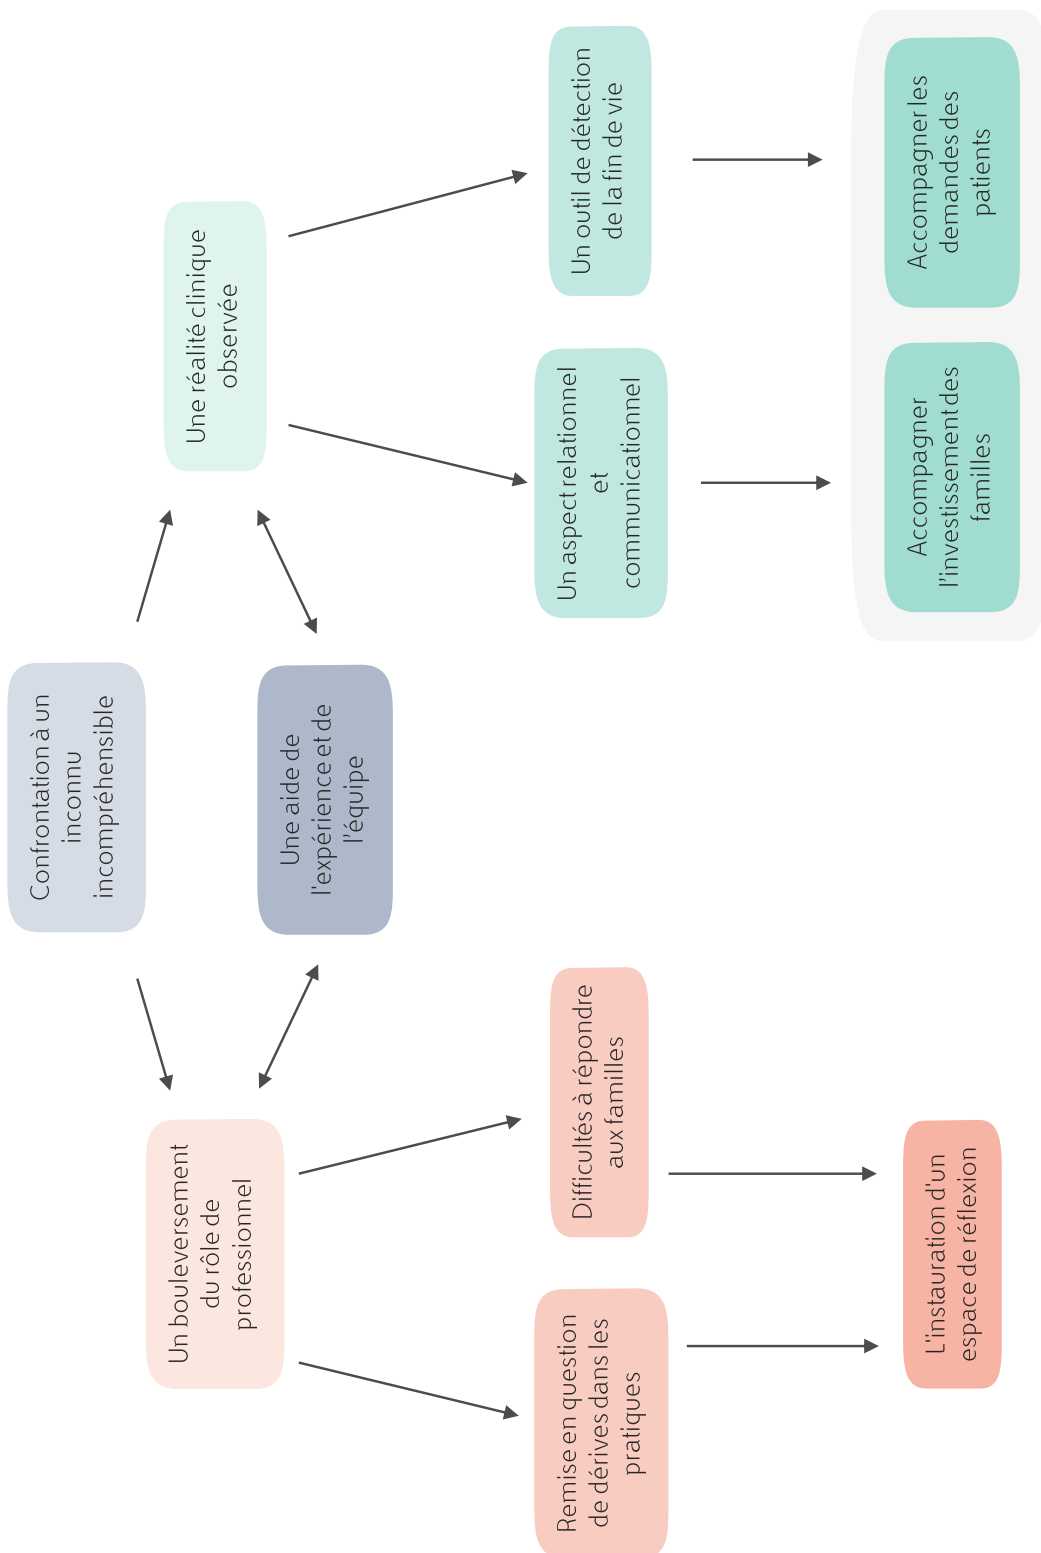 Confrontation à un
inconnu
incompréhensible
Un bouleversement
du rôle de
professionnel
Une réalité clinique
observée
Une aide de
l'expérience et de
l'équipe
Remise en question
de dérives dans les
pratiques
Difficultés à répondre
aux familles
Un aspect relationnel
et
communicationnel
Un outil de détection
de la fin de vie
L'instauration d'un
espace de réflexion
Accompagner
l'investissement des
familles
Accompagner les
demandes des
patients